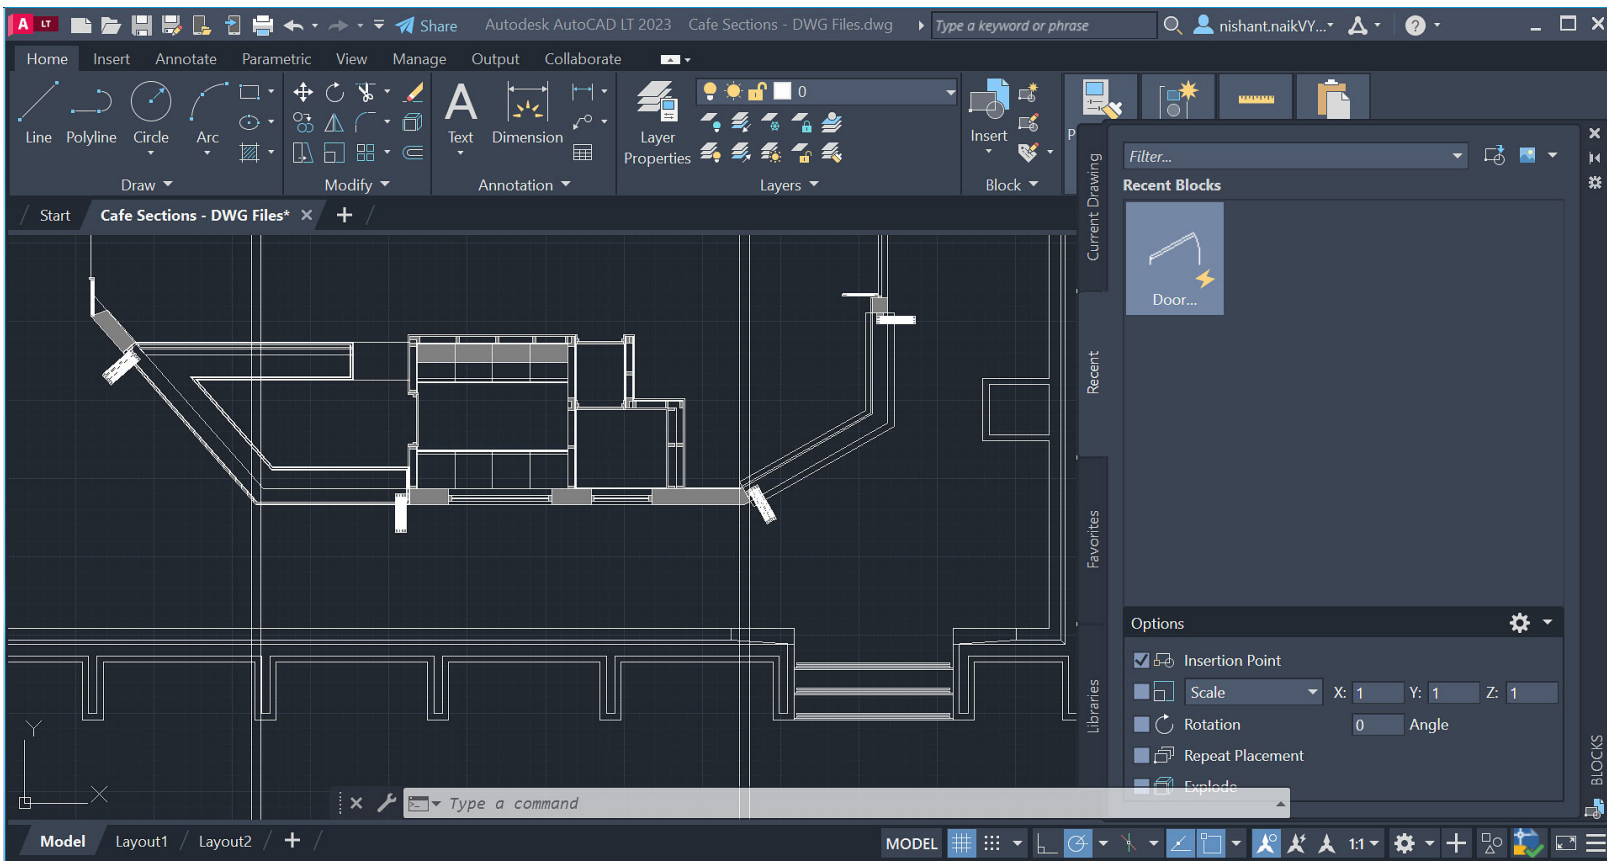 A LT Share Autodesk AutoCAD LT 2023 Cafe Sections - DWG Files.dwg Type a keyword or phrase nishant.naikVY... ?
Home Insert Annotate Parametric View Manage Output Collaborate
0
Line Polyline Circle Arc
A Text Dimension
Layer Properties
Insert
P
Draw Modify Annotation Layers Block
Start Cafe Sections - DWG Files* +
Current Drawing
Recent
Favorites
Libraries
Filter...
Recent Blocks
Door...
Options
Insertion Point
Scale X: 1 Y: 1 Z: 1
Rotation 0 Angle
Repeat Placement
Explode
BLOCKS
Y
X
Type a command
Model Layout1 Layout2 + MODEL 1:1